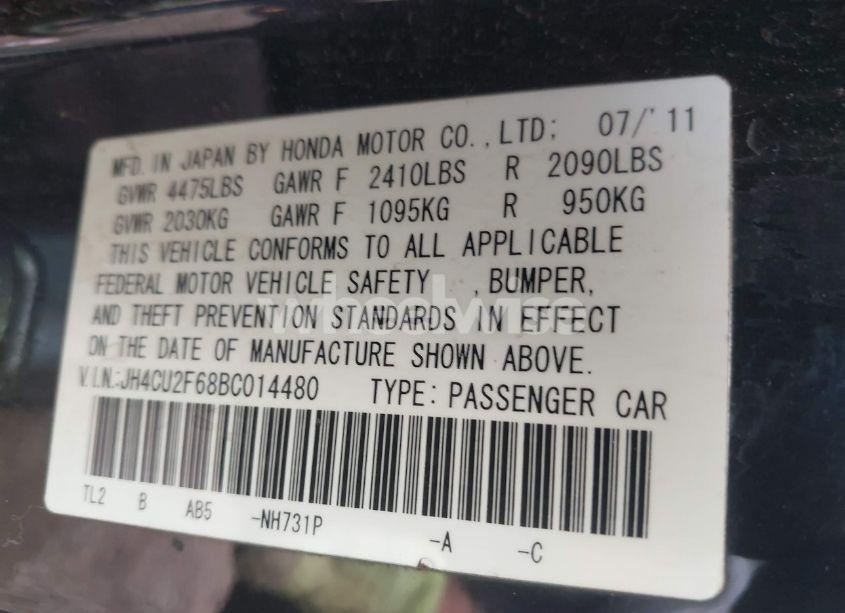 MFD. IN JAPAN BY HONDA MOTOR CO., LTD; 07/'11
GVWR 4475LBS GAWR F 2410LBS R 2090LBS
GVWR 2030KG GAWR F 1095KG R 950KG
THIS VEHICLE CONFORMS TO ALL APPLICABLE
FEDERAL MOTOR VEHICLE SAFETY , BUMPER,
AND THEFT PREVENTION STANDARDS IN EFFECT
ON THE DATE OF MANUFACTURE SHOWN ABOVE.
V.I.N.:JH4CU2F68BC014480 TYPE: PASSENGER CAR
TL2 B AB5 -NH731P -A -C